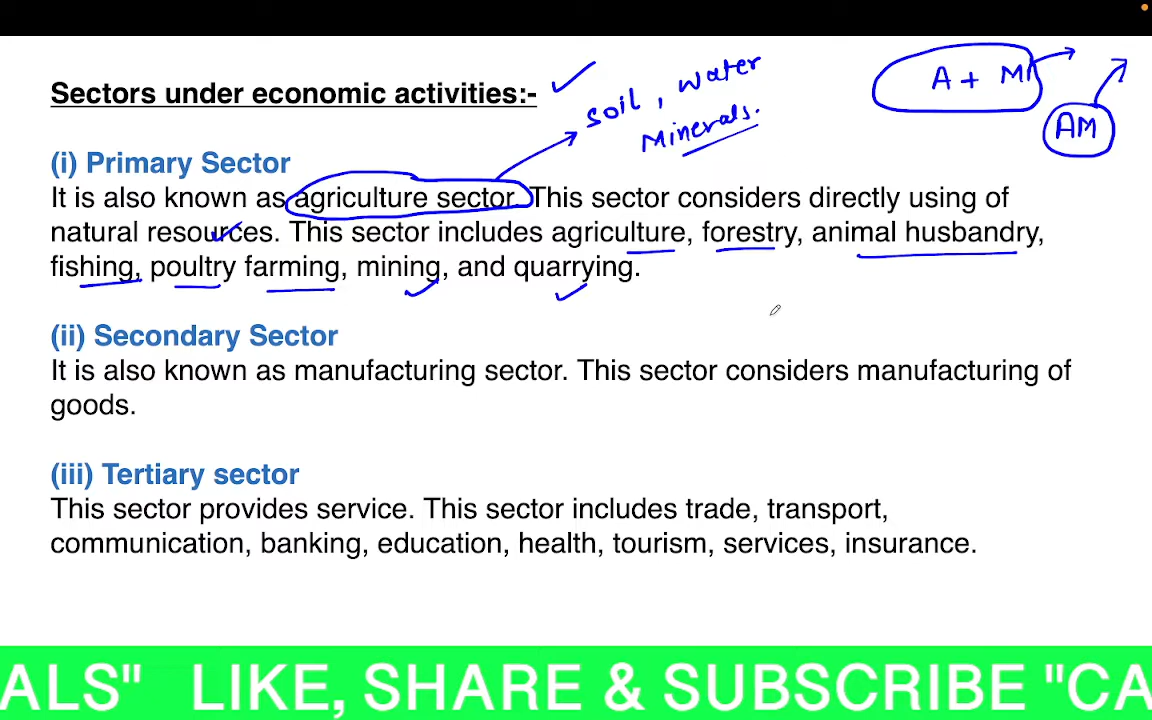 Sectors under economic activities:-
soil, water
Minerals.
A + M
AM
(i) Primary Sector
It is also known as agriculture sector. This sector considers directly using of
natural resources. This sector includes agriculture, forestry, animal husbandry,
fishing, poultry farming, mining, and quarrying.
(ii) Secondary Sector
It is also known as manufacturing sector. This sector considers manufacturing of
goods.
(iii) Tertiary sector
This sector provides service. This sector includes trade, transport,
communication, banking, education, health, tourism, services, insurance.
ALS" LIKE, SHARE & SUBSCRIBE "CA